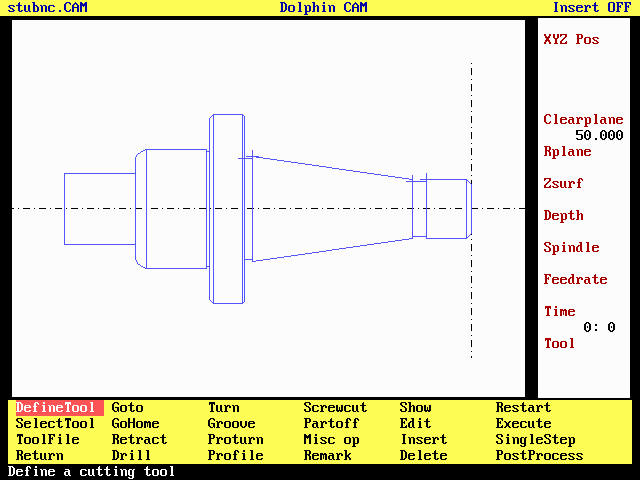 stubnc.CAM Dolphin CAM Insert OFF
XYZ Pos
Clearplane
50.000
Rplane
Zsurf
Depth
Spindle
Feedrate
Time
0: 0
Tool
DefineTool Goto Turn Screwcut Show Restart
SelectTool GoHome Groove Partoff Edit Execute
ToolFile Retract Proturn Misc op Insert SingleStep
Return Drill Profile Remark Delete PostProcess
Define a cutting tool